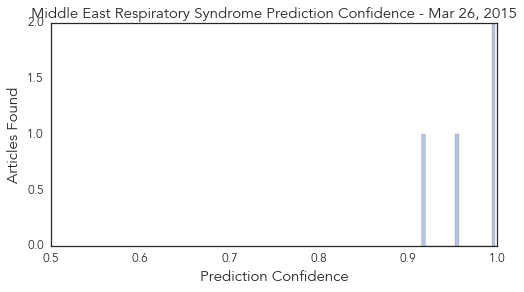 Middle East Respiratory Syndrome Prediction Confidence - Mar 26, 2015
2.0
1.5
1.0
0.5
0.0
Articles Found
0.5 0.6 0.7 0.8 0.9 1.0
Prediction Confidence